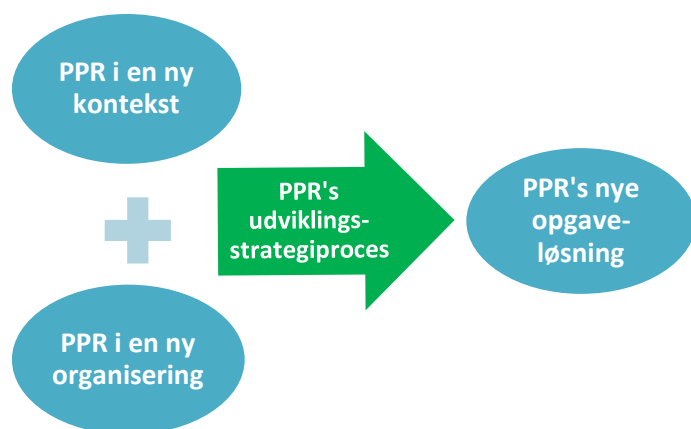 PPR i en ny
kontekst
PPR i en ny
organisering
PPR's
udviklings-
strategiproces
PPR's nye
opgave-
løsning